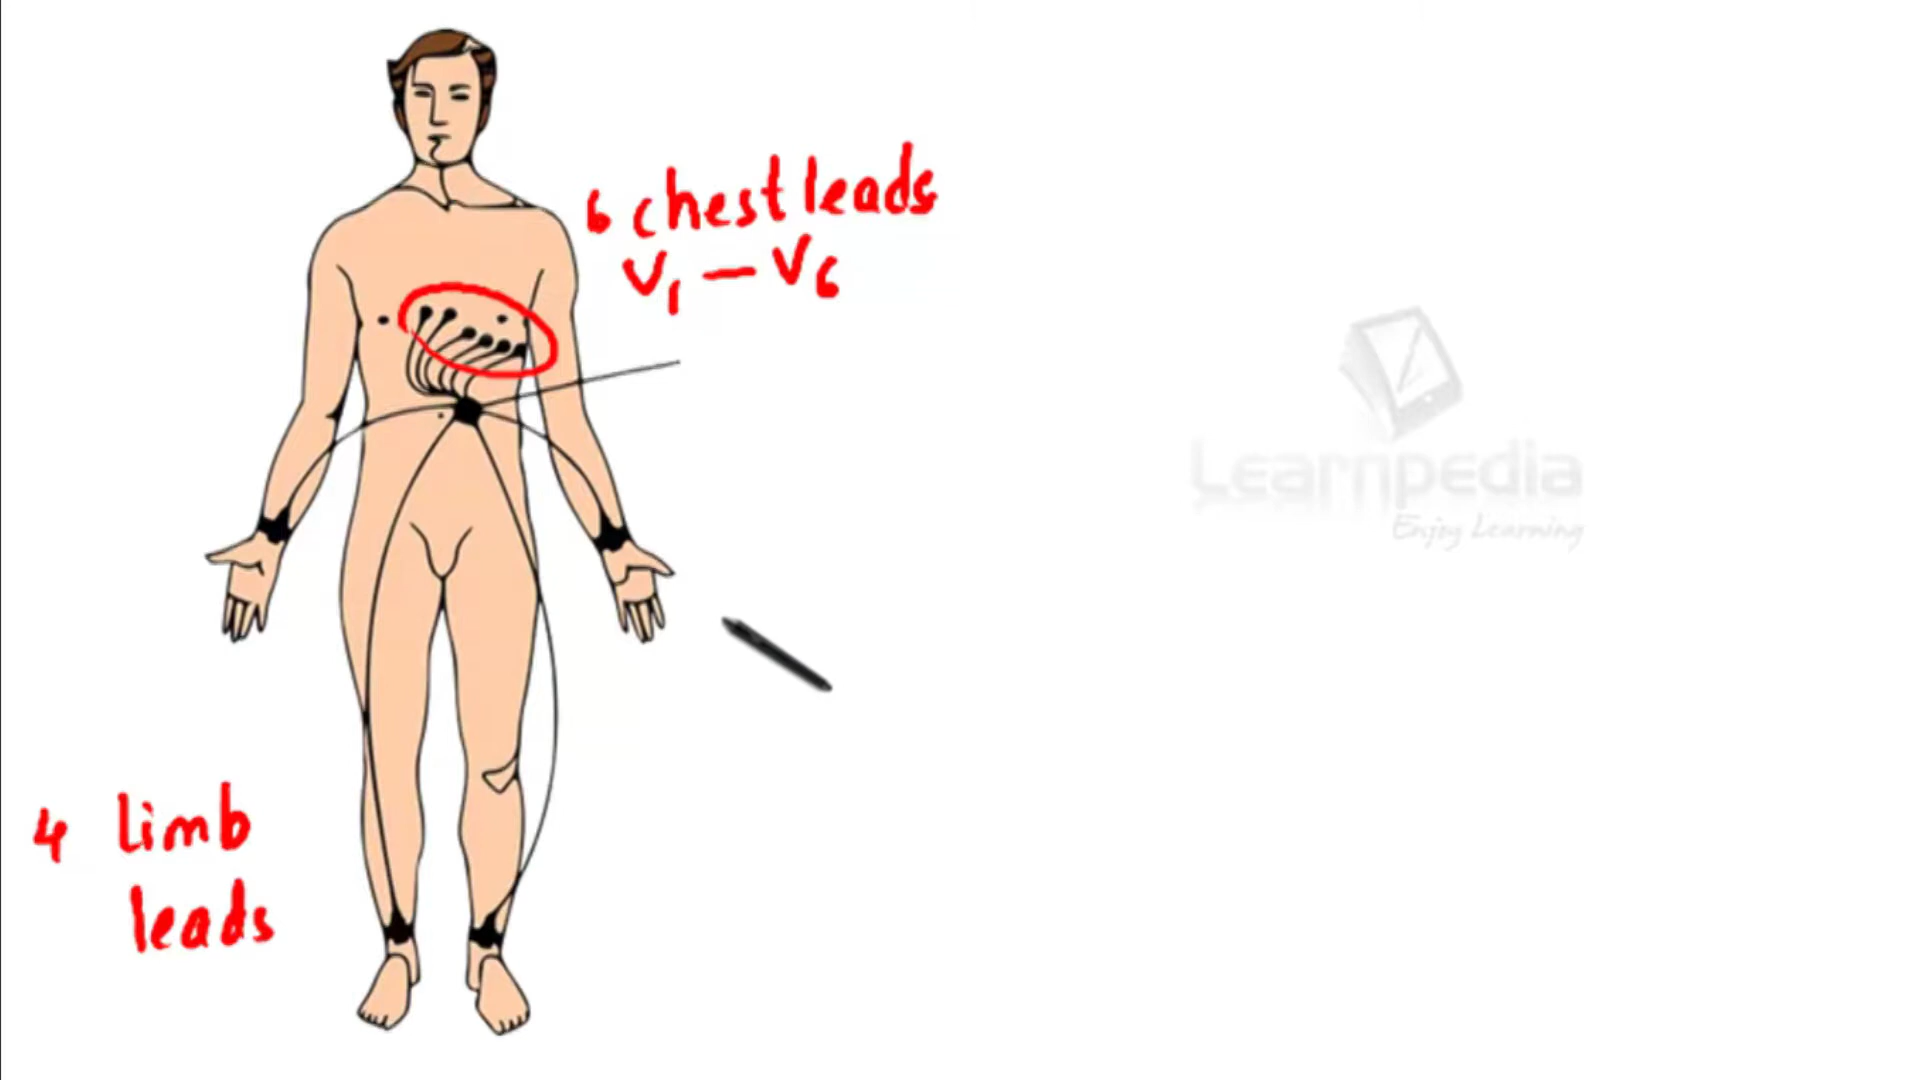 6 chest leads
V1 – V6
Learnpedia
Enjoy Learning
4 limb
leads